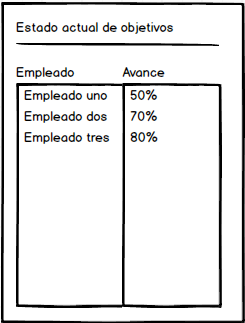 Estado actual de objetivos
Empleado Avance
Empleado uno 50%
Empleado dos 70%
Empleado tres 80%